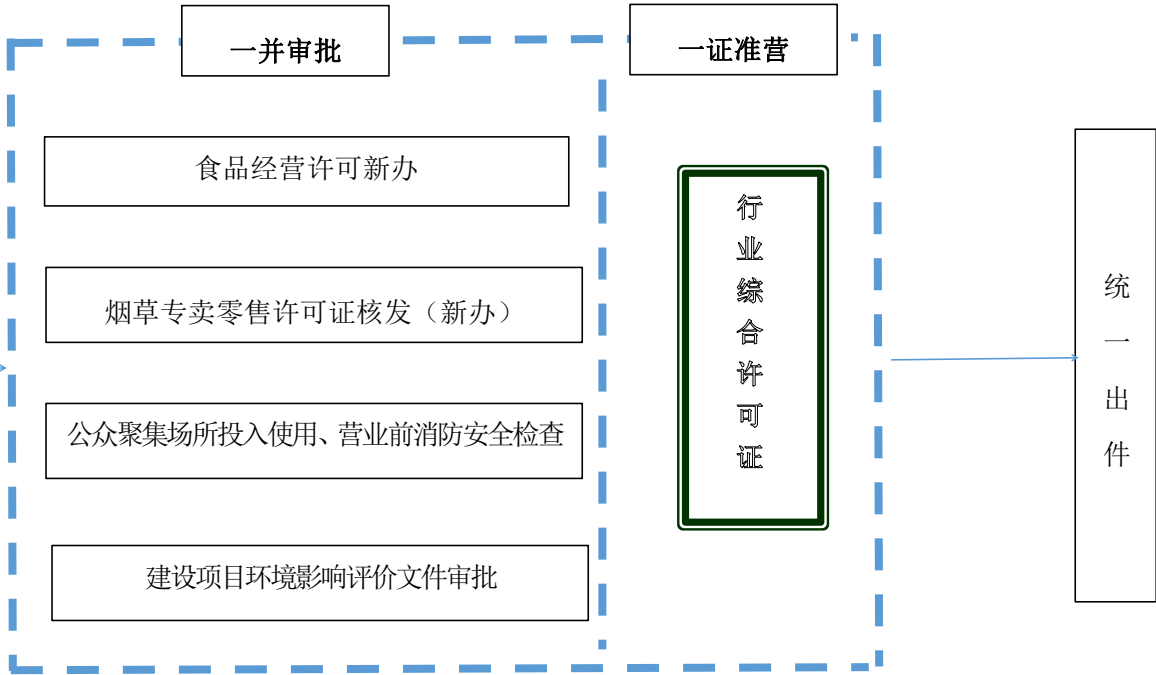 一并审批
一证准营
食品经营许可新办
烟草专卖零售许可证核发（新办）
公众聚集场所投入使用、营业前消防安全检查
建设项目环境影响评价文件审批
行业综合许可证
统一出件